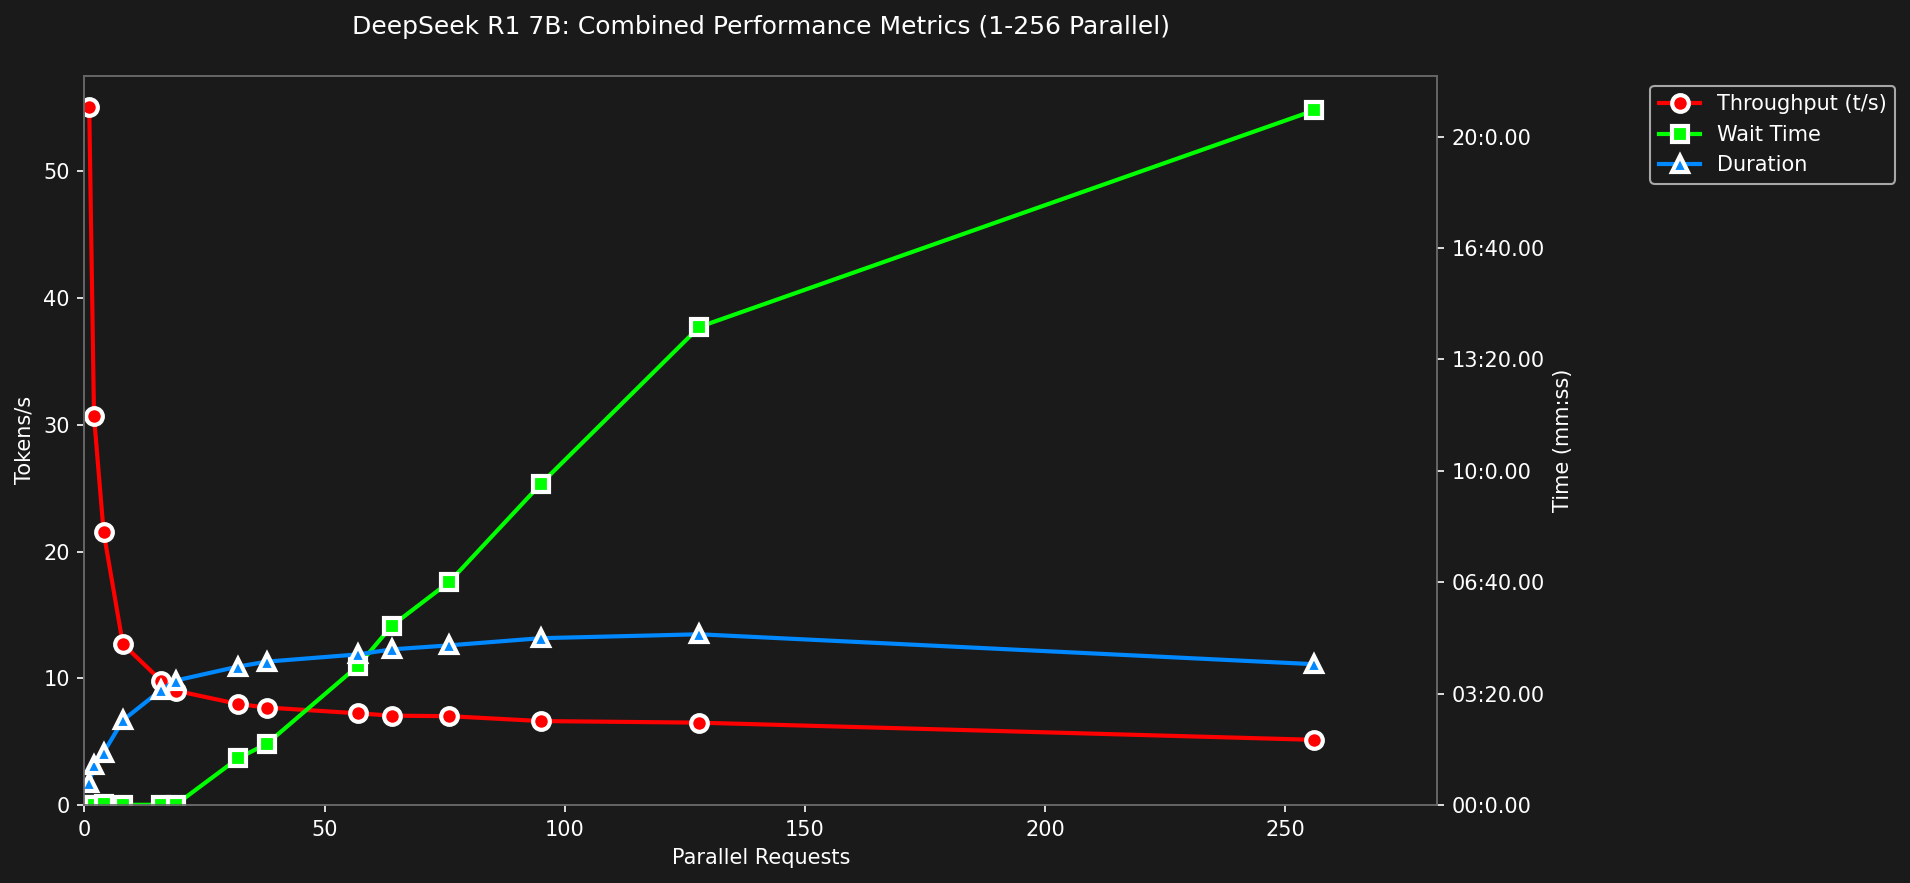 DeepSeek R1 7B: Combined Performance Metrics (1-256 Parallel)
Throughput (t/s)
Wait Time
Duration
Tokens/s
50
40
30
20
10
0
20:0.00
16:40.00
13:20.00
10:0.00
06:40.00
03:20.00
00:0.00
Time (mm:ss)
0 50 100 150 200 250
Parallel Requests